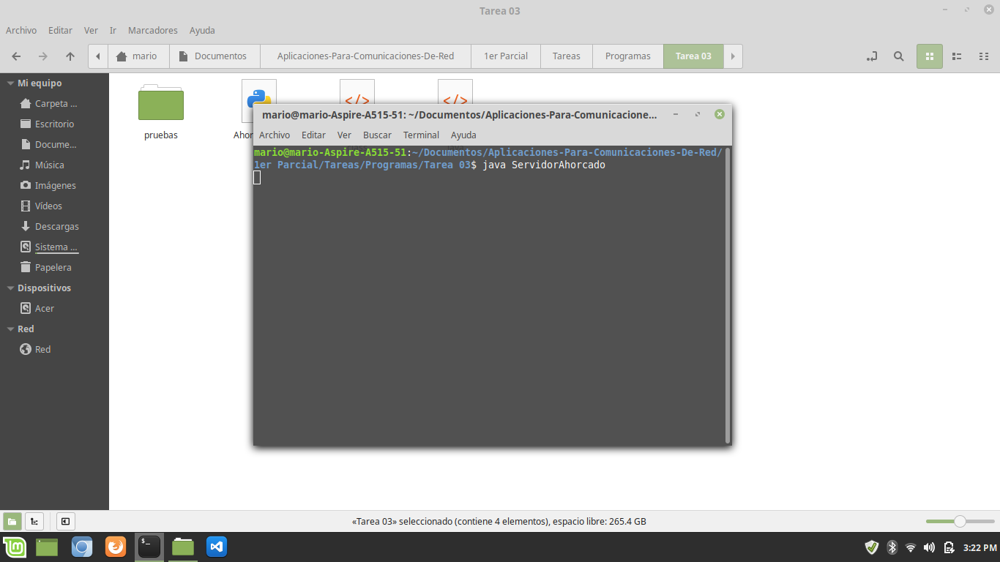 Tarea 03
Archivo Editar Ver Ir Marcadores Ayuda
mario Documentos Aplicaciones-Para-Comunicaciones-De-Red 1er Parcial Tareas Programas Tarea 03
Mi equipo
Carpeta ...
Escritorio
Docume...
Música
Imágenes
Vídeos
Descargas
Sistema ...
Papelera
Dispositivos
Acer
Red
Red
pruebas
Ahor
</>
</>
mario@mario-Aspire-A515-51: ~/Documentos/Aplicaciones-Para-Comunicacione...
Archivo Editar Ver Buscar Terminal Ayuda
mario@mario-Aspire-A515-51:~/Documentos/Aplicaciones-Para-Comunicaciones-De-Red/
1er Parcial/Tareas/Programas/Tarea 03$ java ServidorAhorcado
«Tarea 03» seleccionado (contiene 4 elementos), espacio libre: 265.4 GB
3:22 PM